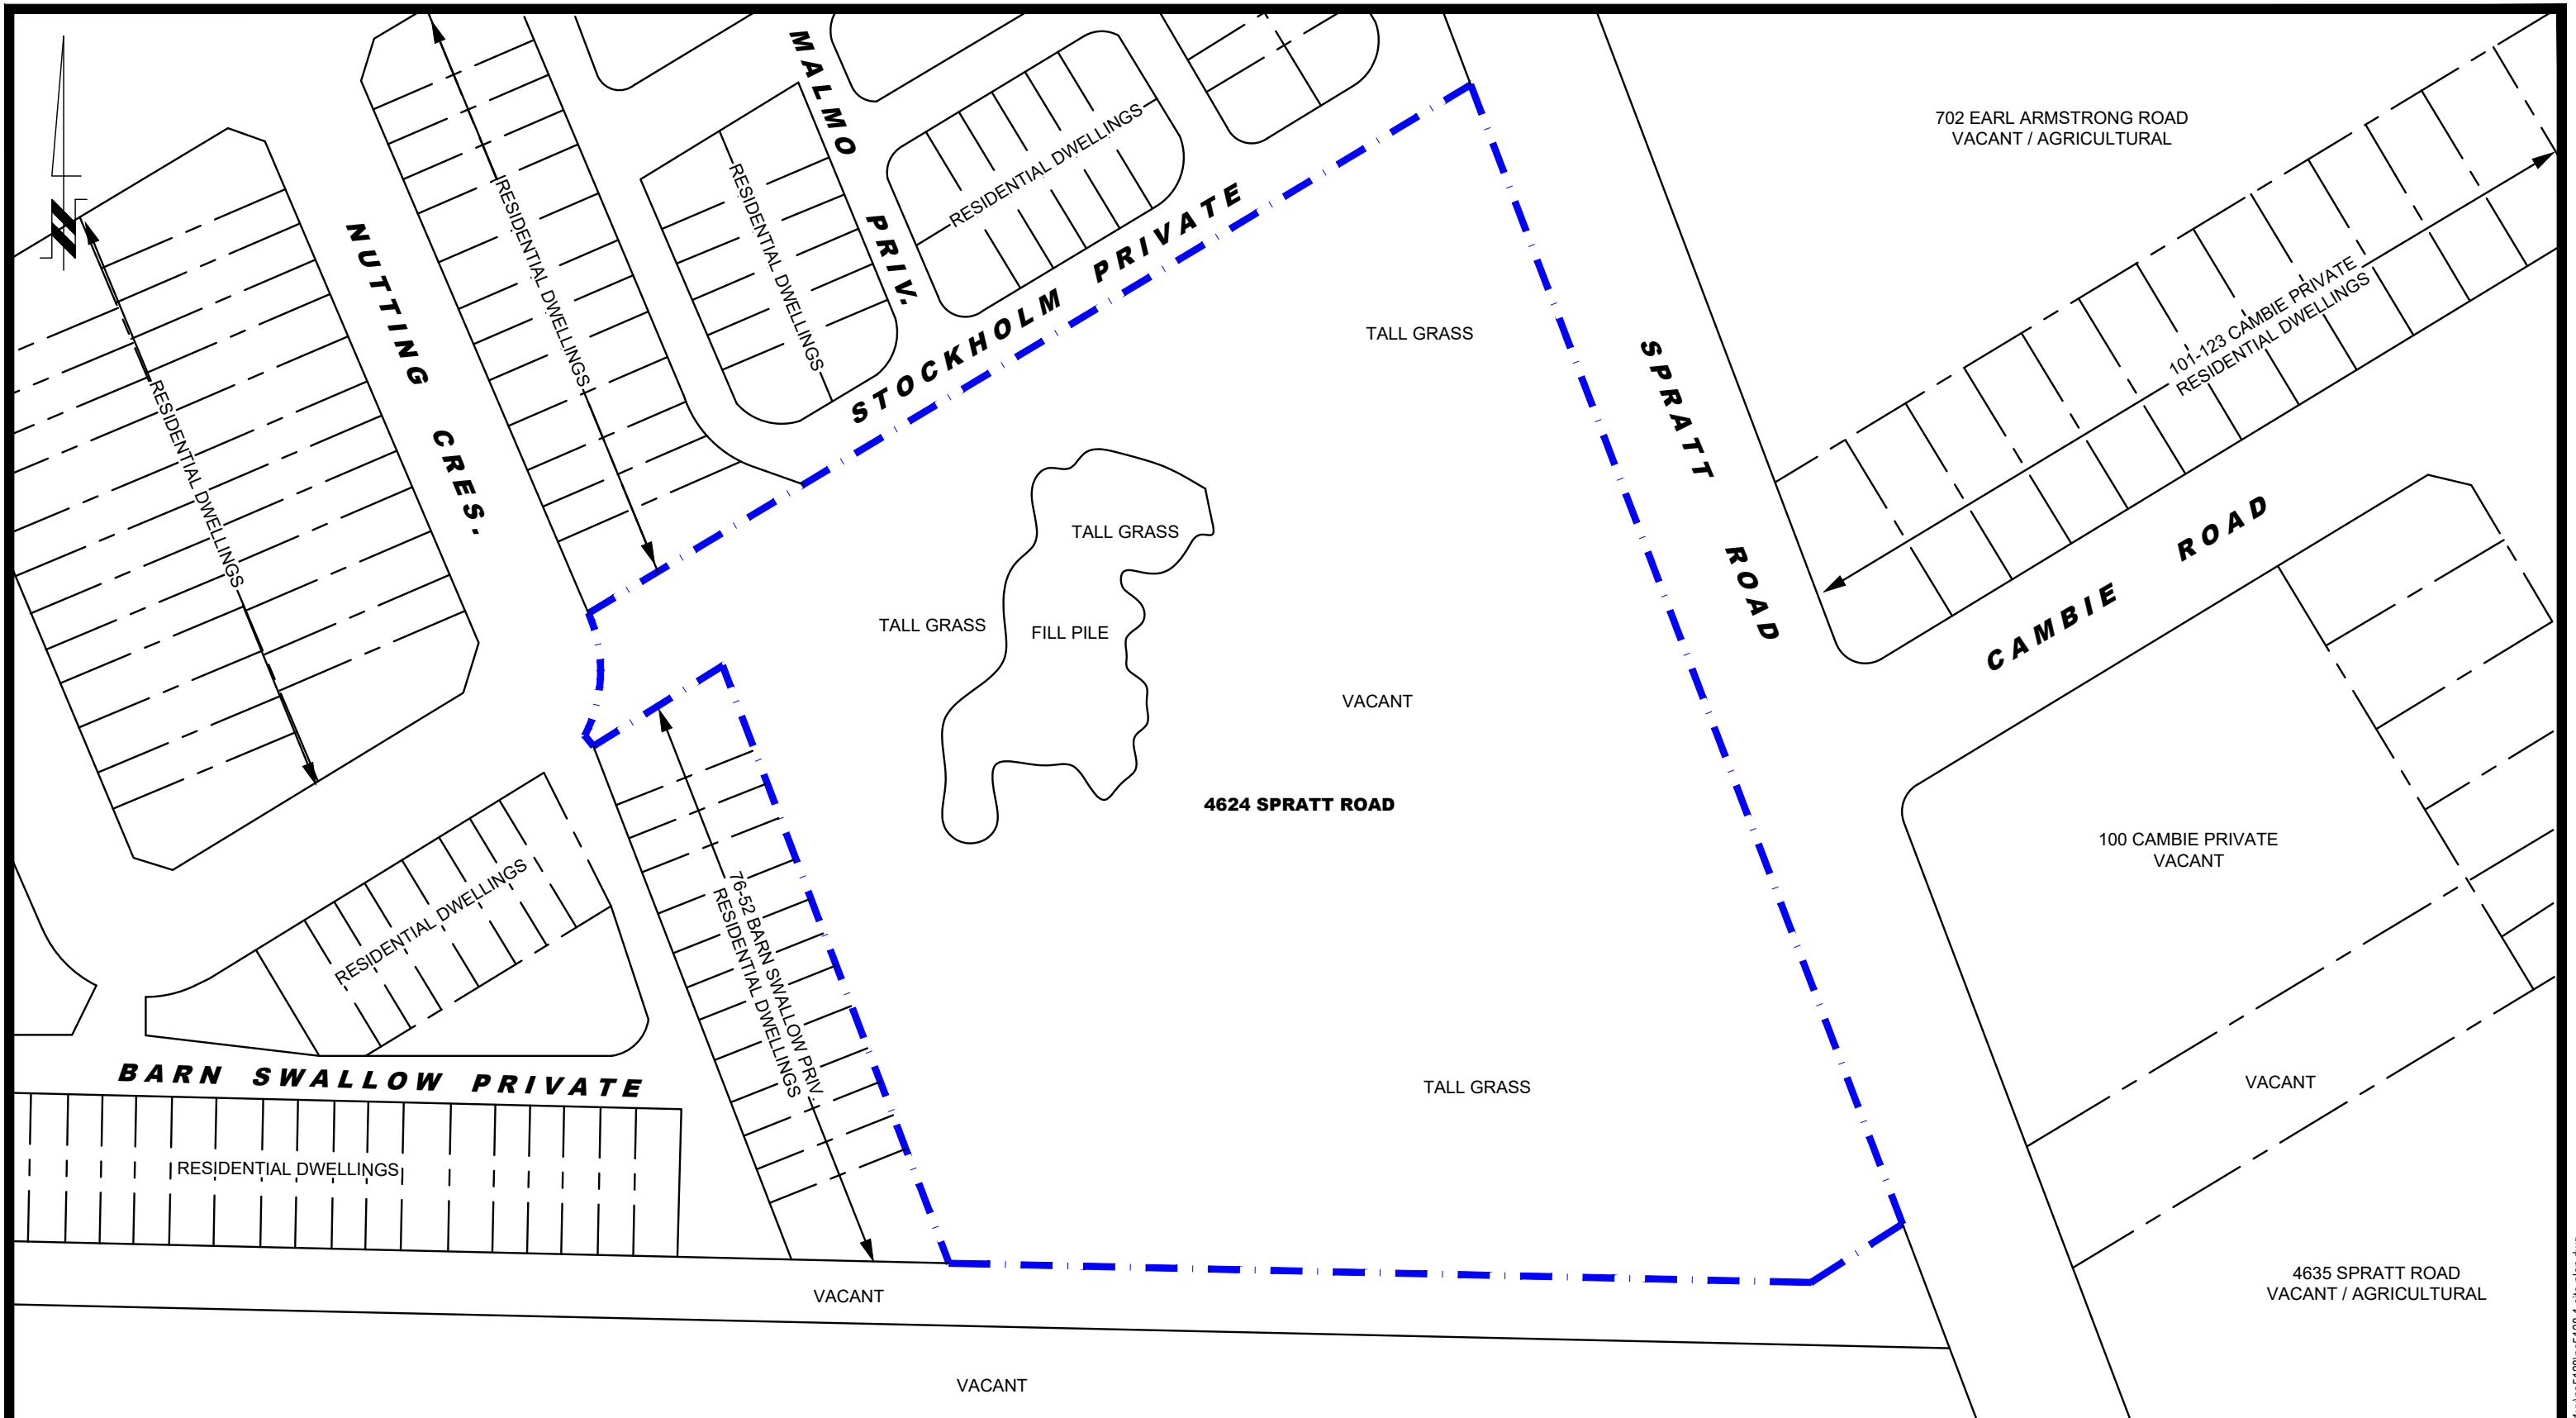 MALMO PRIV.
702 EARL ARMSTRONG ROAD
VACANT / AGRICULTURAL
N
RESIDENTIAL DWELLINGS
RESIDENTIAL DWELLINGS
RESIDENTIAL DWELLINGS
NUTTING CRES.
STOCKHOLM PRIVATE
TALL GRASS
SPRATT ROAD
101-123 CAMBIE PRIVATE
RESIDENTIAL DWELLINGS
RESIDENTIAL DWELLINGS
TALL GRASS
CAMBIE ROAD
TALL GRASS
FILL PILE
VACANT
4624 SPRATT ROAD
100 CAMBIE PRIVATE
VACANT
RESIDENTIAL DWELLINGS
76-52 BARN SWALLOW PRIV.
RESIDENTIAL DWELLINGS
BARN SWALLOW PRIVATE
TALL GRASS
VACANT
RESIDENTIAL DWELLINGS
4635 SPRATT ROAD
VACANT / AGRICULTURAL
VACANT
VACANT